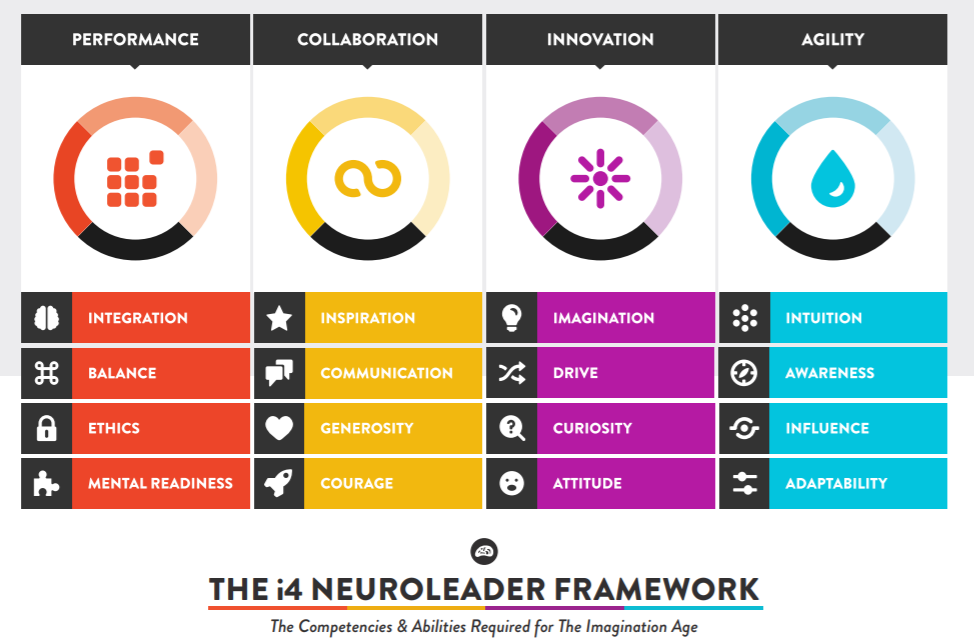 PERFORMANCE
COLLABORATION
INNOVATION
AGILITY
INTEGRATION
BALANCE
ETHICS
MENTAL READINESS
INSPIRATION
COMMUNICATION
GENEROSITY
COURAGE
IMAGINATION
DRIVE
CURIOSITY
ATTITUDE
INTUITION
AWARENESS
INFLUENCE
ADAPTABILITY
THE i4 NEUROLEADER FRAMEWORK
The Competencies & Abilities Required for The Imagination Age